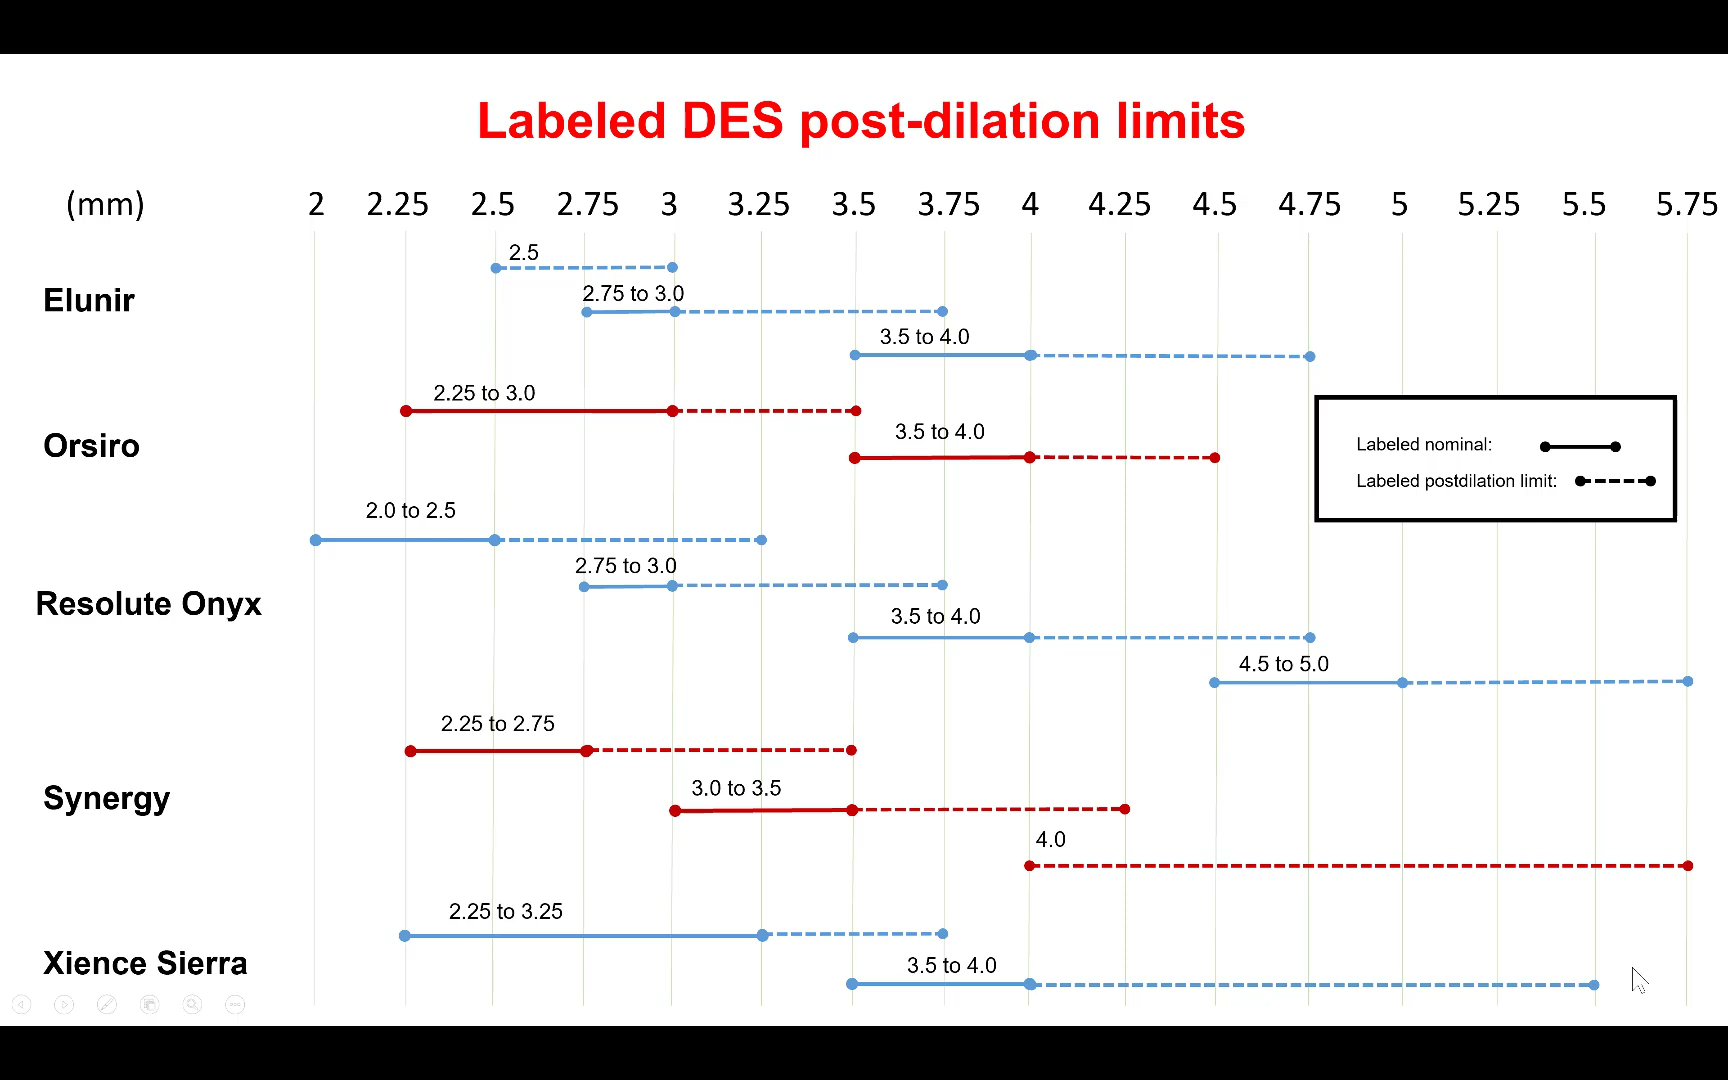 Labeled DES post-dilation limits
(mm) 2 2.25 2.5 2.75 3 3.25 3.5 3.75 4 4.25 4.5 4.75 5 5.25 5.5 5.75
2.5
Elunir
2.75 to 3.0
3.5 to 4.0
2.25 to 3.0
Orsiro
3.5 to 4.0
Labeled nominal:
Labeled postdilation limit:
2.0 to 2.5
2.75 to 3.0
Resolute Onyx
3.5 to 4.0
4.5 to 5.0
2.25 to 2.75
Synergy
3.0 to 3.5
4.0
2.25 to 3.25
Xience Sierra
3.5 to 4.0